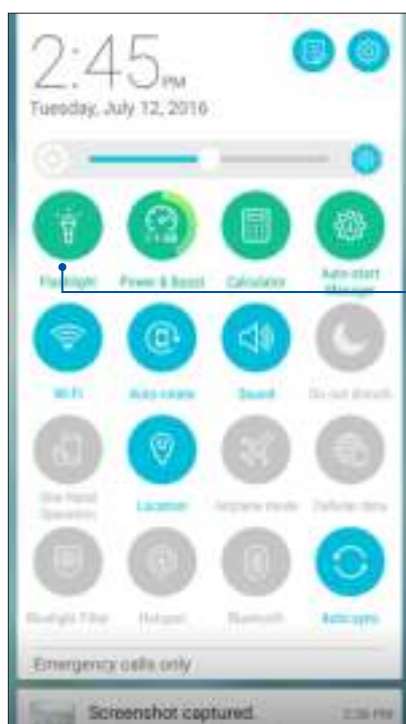 2:45 PM
Tuesday, July 12, 2016
Flashlight Power & Boost Calculator Auto-start Manager
Wi-Fi Auto-rotate Sound Do not disturb
One Hand Operation Location Airplane mode Cellular data
Bluelight Filter Hotspot Bluetooth Auto sync
Emergency calls only
Screenshot captured. 2:38 PM